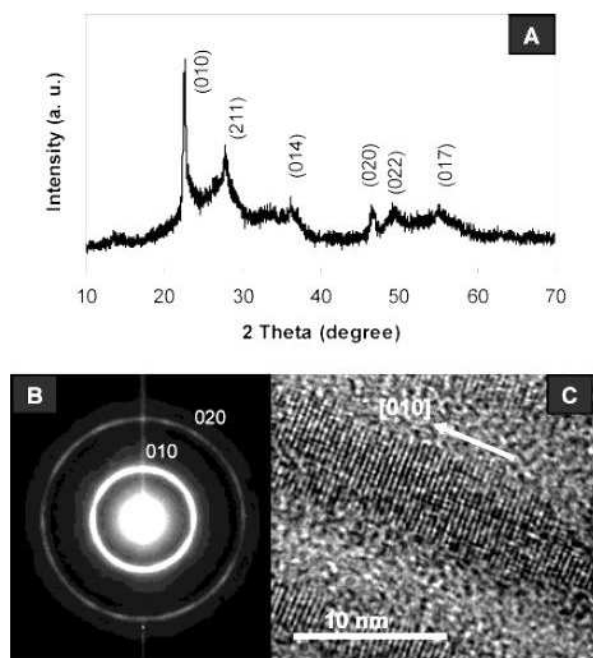 A
(010)
(211)
(014)
(020)
(022)
(017)
Intensity (a. u.)
10 20 30 40 50 60 70
2 Theta (degree)
B
020
010
C
[010]
10 nm